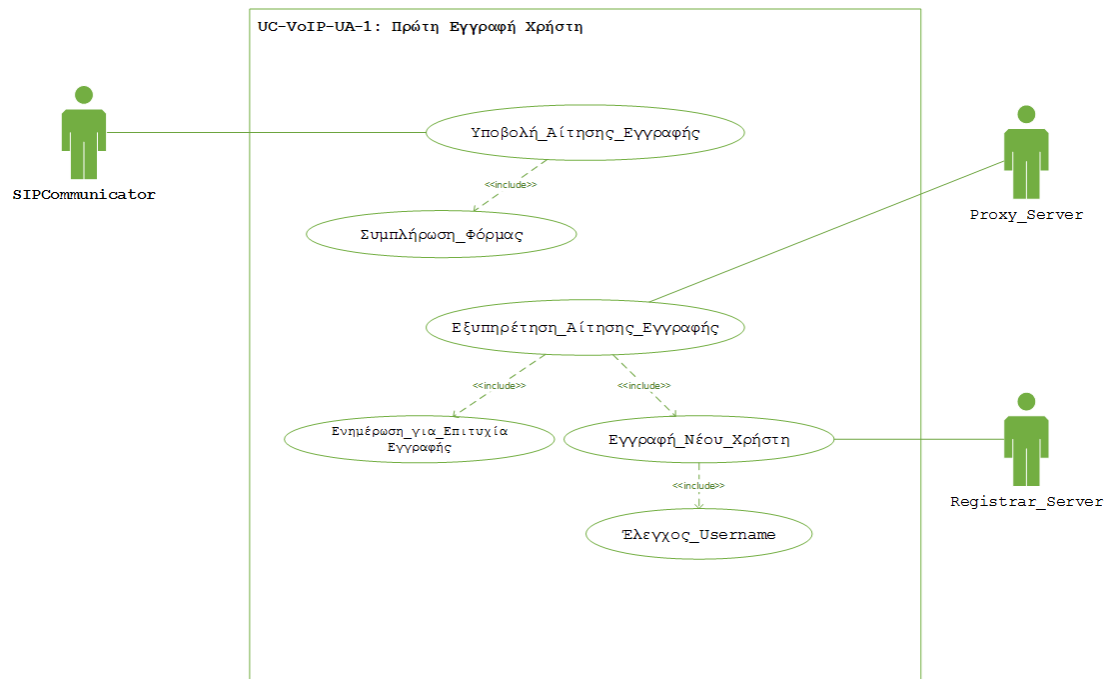 UC-VoIP-UA-1: Πρώτη Εγγραφή Χρήστη
Υποβολή_Αίτησης_Εγγραφής
SIPCommunicator
<<include>>
Proxy_Server
Συμπλήρωση_Φόρμας
Εξυπηρέτηση_Αίτησης_Εγγραφής
<<include>>
<<include>>
Ενημέρωση_για_Επιτυχία
Εγγραφής
Εγγραφή_Νέου_Χρήστη
<<include>>
Registrar_Server
Έλεγχος_Username